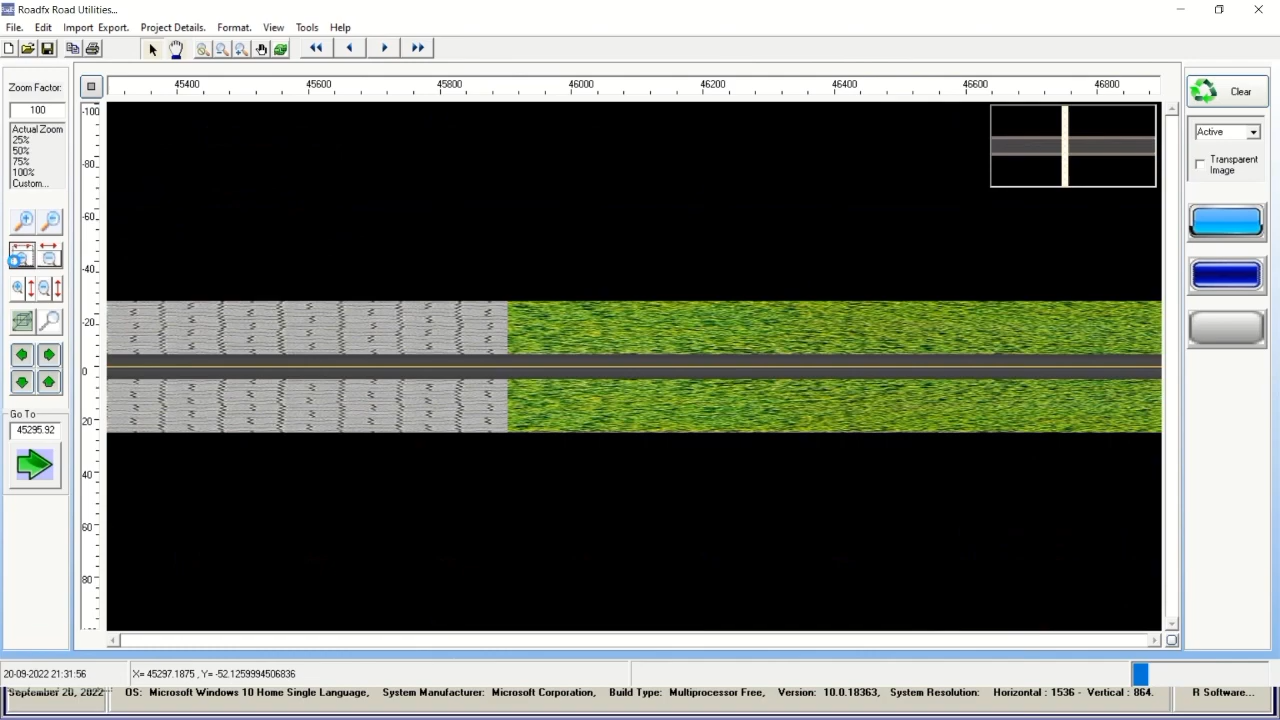 Roadfx Road Utilities...
File. Edit Import Export. Project Details. Format. View Tools Help
Zoom Factor:
100
Actual Zoom
25%
50%
75%
100%
Custom...
Go To
45295.92
45400 45600 45800 46000 46200 46400 46600 46800
-100
-80
-60
-40
-20
0
20
40
60
80
Clear
Active
Transparent
Image
20-09-2022 21:31:56 X= 45297.1875 , Y= -52.1259994506836
September 20, 2022 OS: Microsoft Windows 10 Home Single Language, System Manufacturer: Microsoft Corporation, Build Type: Multiprocessor Free, Version: 10.0.18363, System Resolution: Horizontal : 1536 - Vertical : 864. R Software...